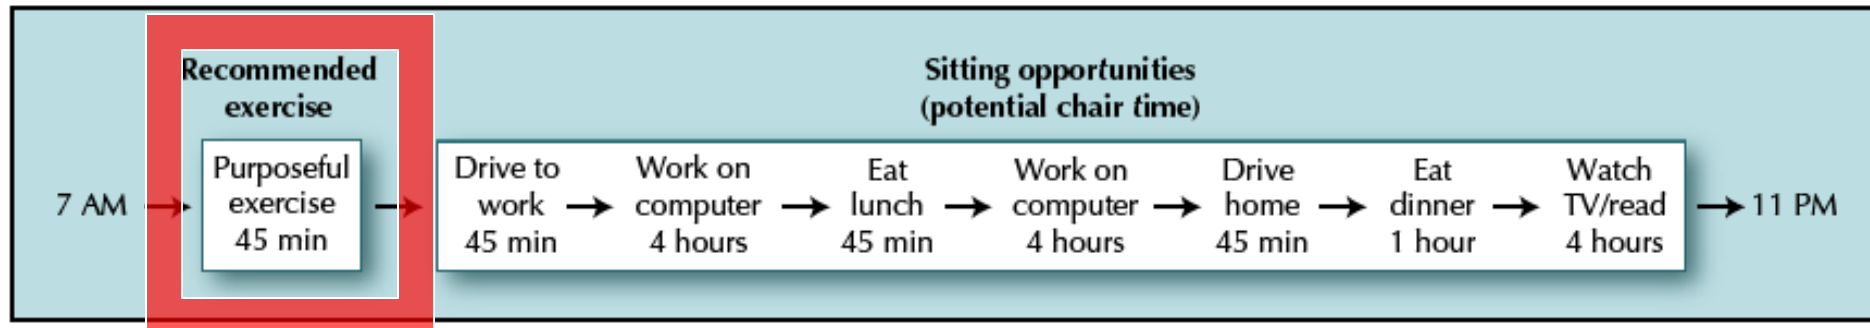 Recommended
exercise
Sitting opportunities
(potential chair time)
7 AM
Purposeful
exercise
45 min
Drive to
work
45 min
Work on
computer
4 hours
Eat
lunch
45 min
Work on
computer
4 hours
Drive
home
45 min
Eat
dinner
1 hour
Watch
TV/read
4 hours
11 PM